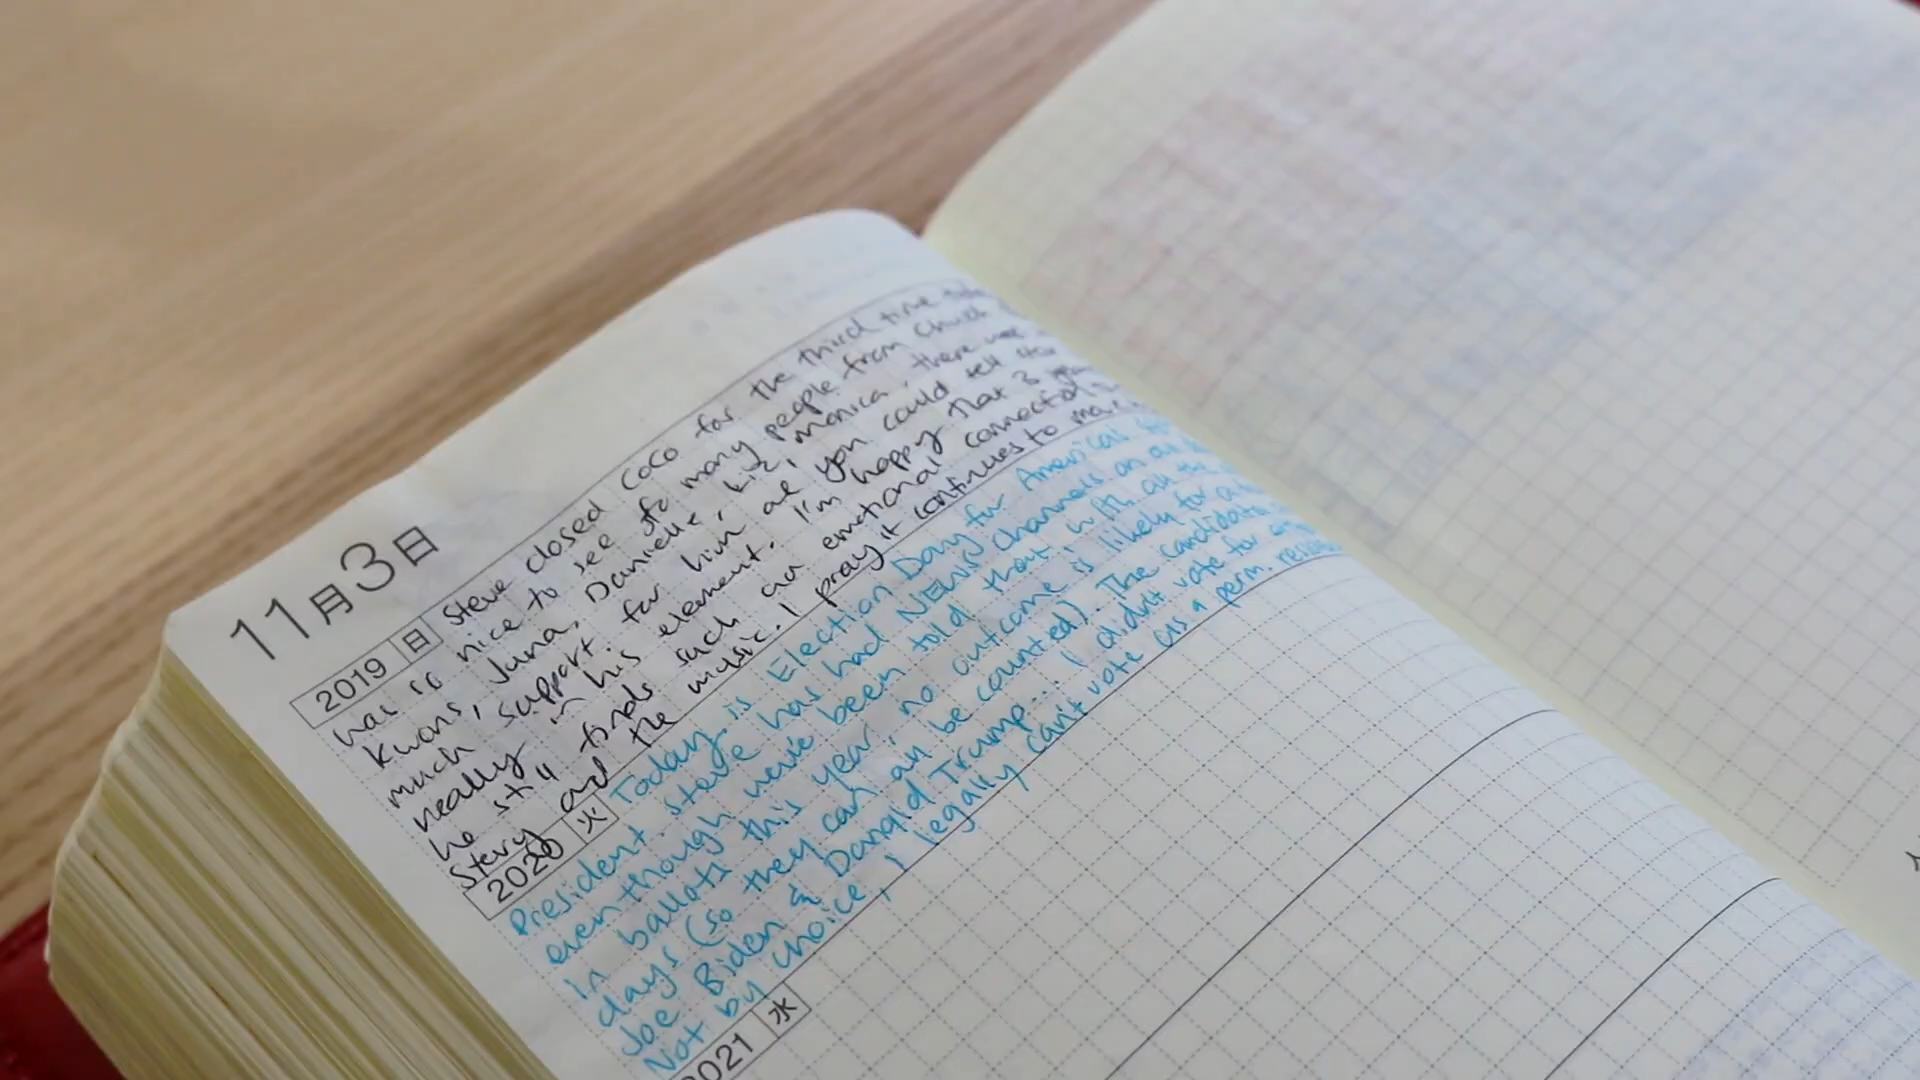 11月3日
2019 日 Steve closed CoCo for the third time
was so nice to see so many people from church
Kwons, Juna, Danielle, Liz, Monica, there was
much support for him and you could tell
really in his element. I'm happy that 3
he still finds such an emotional connection
story and the music. I pray it continues to
2020 火 Today is Election Day for America's
President. Steve has had NEWS channels on all
even though we've been told that with all the
in ballots this year, no outcome is likely for
days (so they can all be counted). The candidates
Joe Biden & Donald Trump... I didn't vote for
Not by choice, I legally can't vote as a perm.
2021 水